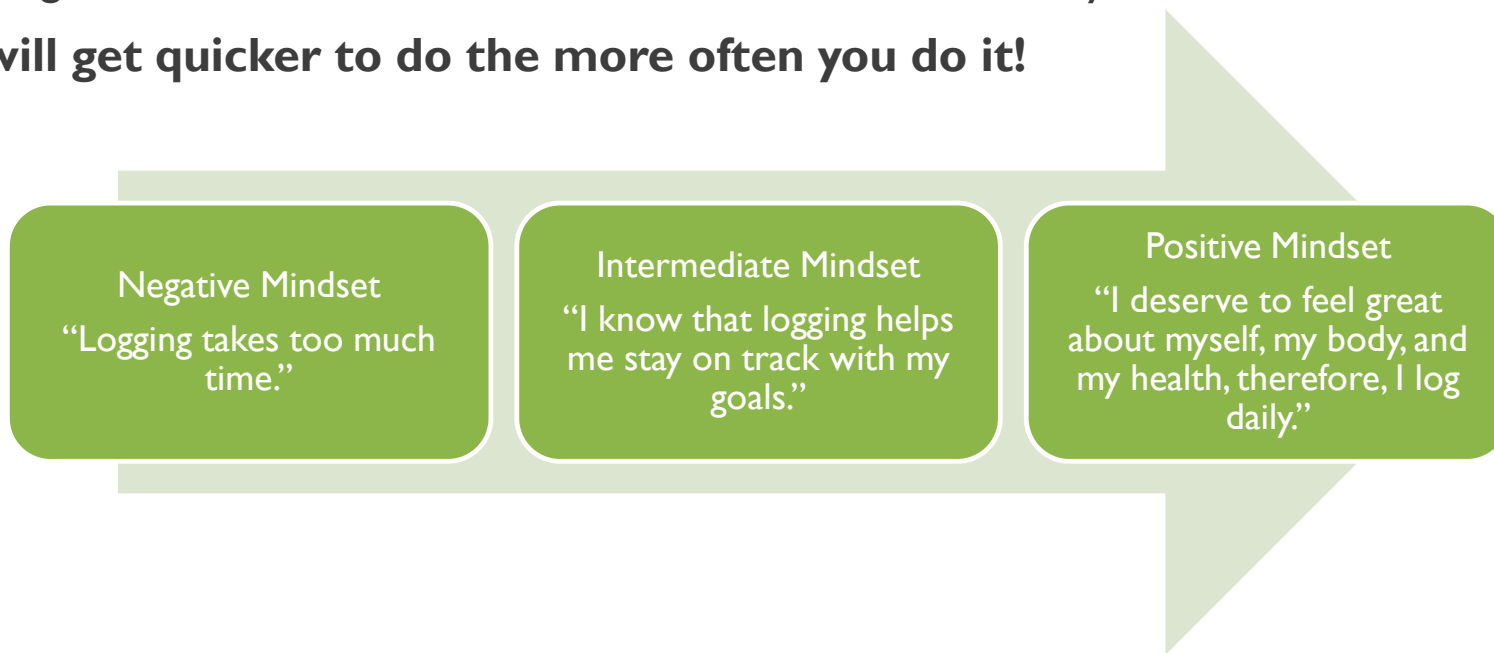 will get quicker to do the more often you do it!
Negative Mindset
“Logging takes too much
time.”
Intermediate Mindset
“I know that logging helps
me stay on track with my
goals.”
Positive Mindset
“I deserve to feel great
about myself, my body, and
my health, therefore, I log
daily.”